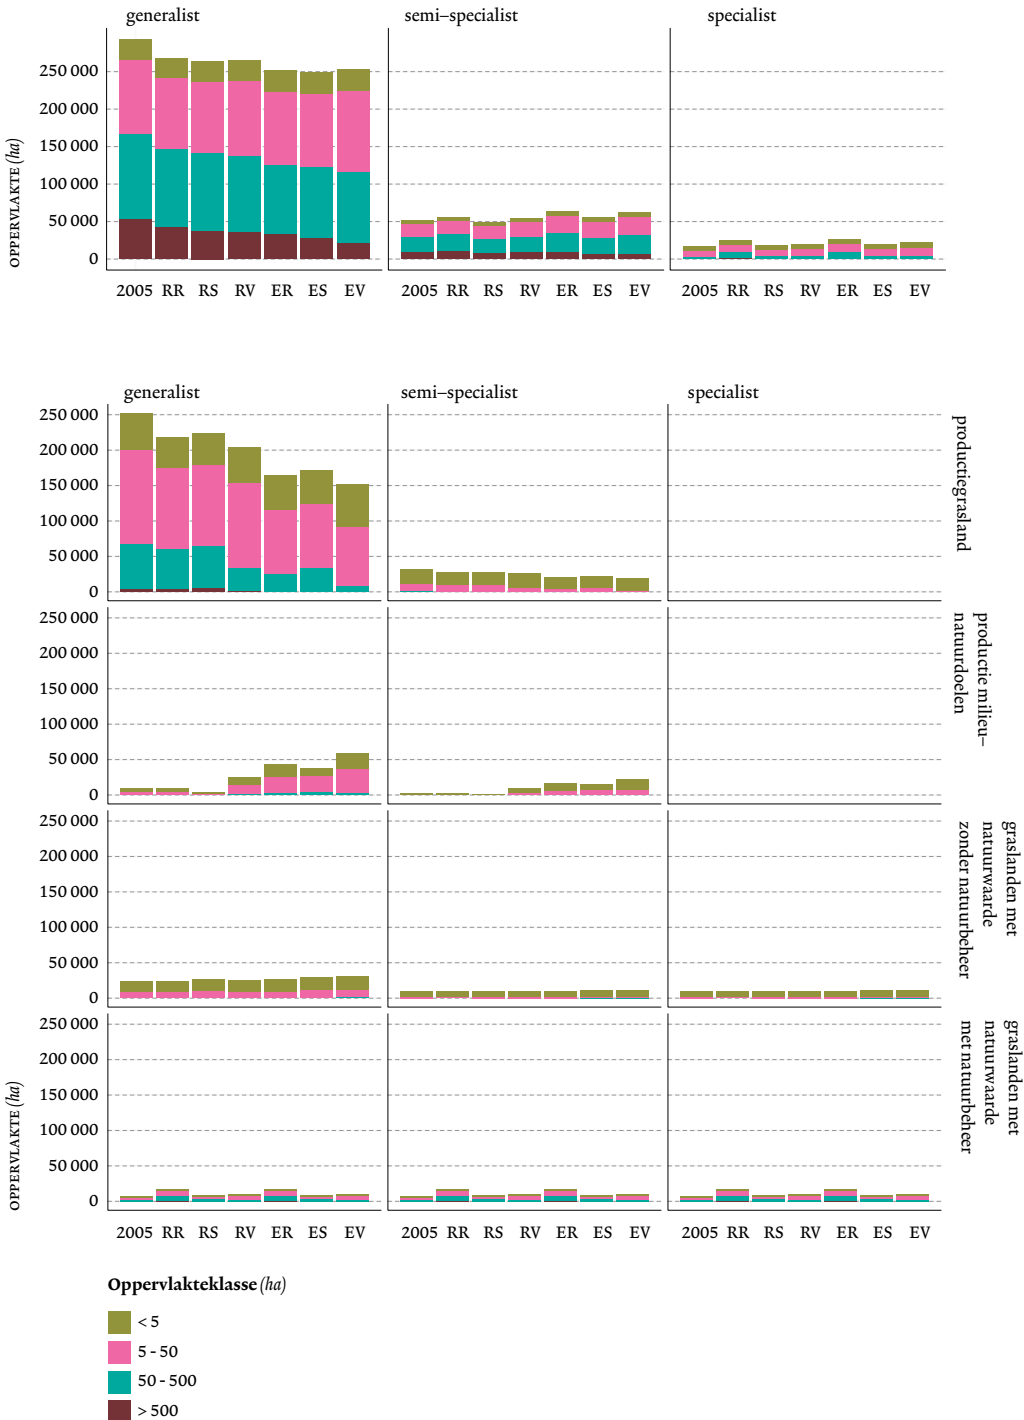 generalist semi–specialist specialist
250 000
200 000
150 000
100 000
50 000
0
OPPERVLAKTE (ha)
2005 RR RS RV ER ES EV 2005 RR RS RV ER ES EV 2005 RR RS RV ER ES EV
generalist semi–specialist specialist
250 000
200 000
150 000
100 000
50 000
0
productiegrasland
250 000
200 000
150 000
100 000
50 000
0
productie milieu–
natuurdoelen
250 000
200 000
150 000
100 000
50 000
0
graslanden met
natuurwaarde
zonder natuurbeheer
250 000
200 000
150 000
100 000
50 000
0
graslanden met
natuurwaarde
met natuurbeheer
OPPERVLAKTE (ha)
2005 RR RS RV ER ES EV 2005 RR RS RV ER ES EV 2005 RR RS RV ER ES EV
Oppervlakteklasse (ha)
< 5
5 - 50
50 - 500
> 500